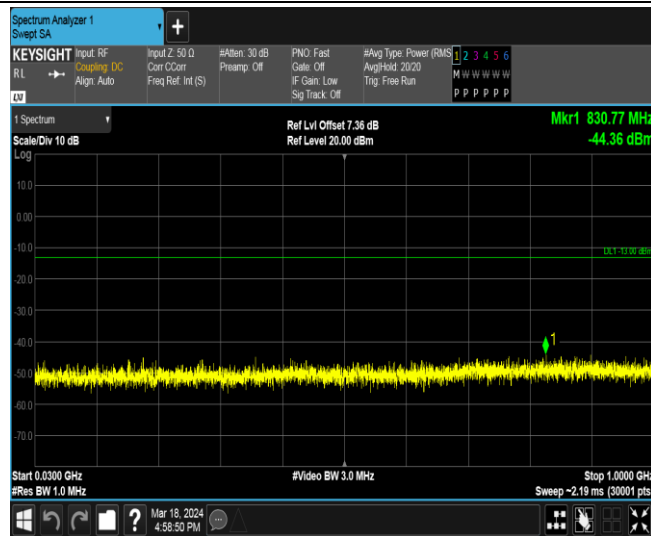 Spectrum Analyzer 1
Swept SA
+
KEYSIGHT
RL
LXI
Input: RF
Coupling: DC
Align: Auto
Input Z: 50 Ω
Corr CCorr
Freq Ref: Int (S)
#Atten: 30 dB
Preamp: Off
PNO: Fast
Gate: Off
IF Gain: Low
Sig Track: Off
#Avg Type: Power (RMS
Avg|Hold: 20/20
Trig: Free Run
1 2 3 4 5 6
M W W W W W
P P P P P P
1 Spectrum
Scale/Div 10 dB
Log
Ref Lvl Offset 7.36 dB
Ref Level 20.00 dBm
Mkr1 830.77 MHz
-44.36 dBm
10.0
0.00
-10.0
DL1 -13.00 dBm
-20.0
-30.0
-40.0
1
-50.0
-60.0
-70.0
Start 0.0300 GHz
#Res BW 1.0 MHz
#Video BW 3.0 MHz
Stop 1.0000 GHz
Sweep ~2.19 ms (30001 pts
?
Mar 18, 2024
4:58:50 PM